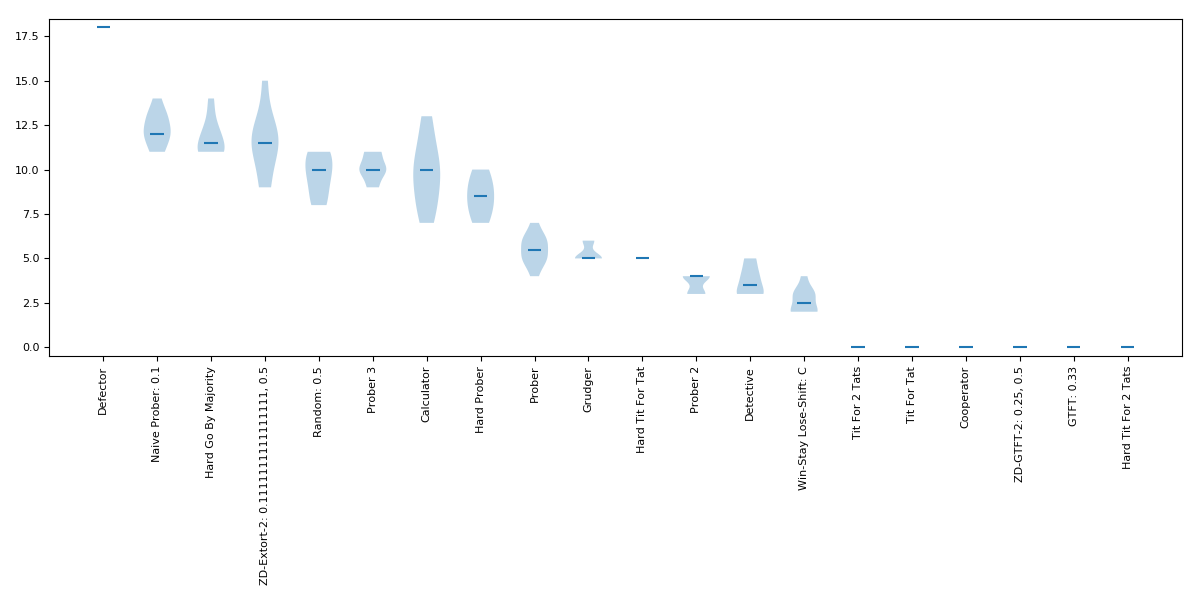 17.5
15.0
12.5
10.0
7.5
5.0
2.5
0.0
Defector
Naive Prober: 0.1
Hard Go By Majority
ZD-Extort-2: 0.1111111111111111, 0.5
Random: 0.5
Prober 3
Calculator
Hard Prober
Prober
Grudger
Hard Tit For Tat
Prober 2
Detective
Win-Stay Lose-Shift: C
Tit For 2 Tats
Tit For Tat
Cooperator
ZD-GTFT-2: 0.25, 0.5
GTFT: 0.33
Hard Tit For 2 Tats